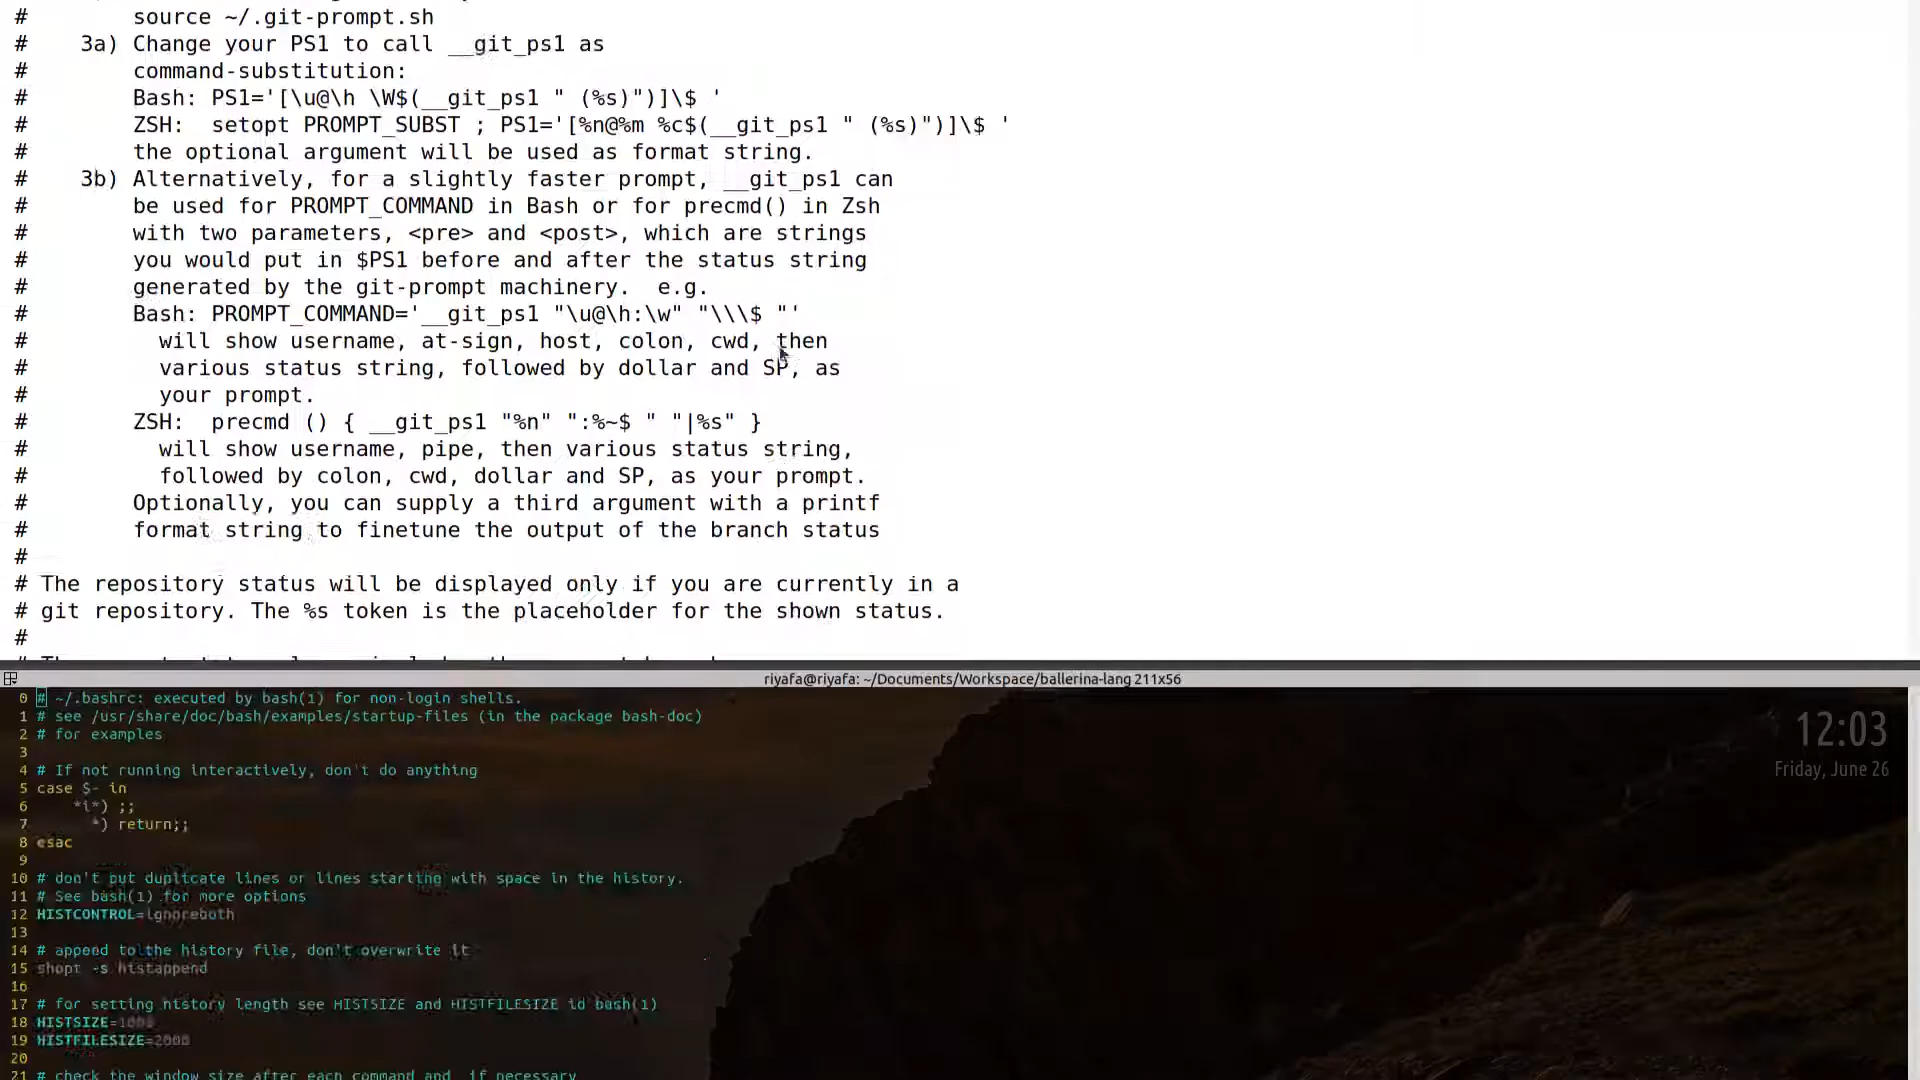 #        source ~/.git-prompt.sh
#    3a) Change your PS1 to call __git_ps1 as
#        command-substitution:
#        Bash: PS1='[\u@\h \W$(__git_ps1 " (%s)")]\$ '
#        ZSH:  setopt PROMPT_SUBST ; PS1='[%n@%m %c$(__git_ps1 " (%s)")]\$ '
#        the optional argument will be used as format string.
#    3b) Alternatively, for a slightly faster prompt, __git_ps1 can
#        be used for PROMPT_COMMAND in Bash or for precmd() in Zsh
#        with two parameters, <pre> and <post>, which are strings
#        you would put in $PS1 before and after the status string
#        generated by the git-prompt machinery.  e.g.
#        Bash: PROMPT_COMMAND='__git_ps1 "\u@\h:\w" "\\\$ "'
#          will show username, at-sign, host, colon, cwd, then
#          various status string, followed by dollar and SP, as
#          your prompt.
#        ZSH:  precmd () { __git_ps1 "%n" ":%~$ " "|%s" }
#          will show username, pipe, then various status string,
#          followed by colon, cwd, dollar and SP, as your prompt.
#        Optionally, you can supply a third argument with a printf
#        format string to finetune the output of the branch status
#
# The repository status will be displayed only if you are currently in a
# git repository. The %s token is the placeholder for the shown status.
#
riyafa@riyafa: ~/Documents/Workspace/ballerina-lang 211x56
12:03
Friday, June 26
0 # ~/.bashrc: executed by bash(1) for non-login shells.
1 # see /usr/share/doc/bash/examples/startup-files (in the package bash-doc)
2 # for examples
3
4 # If not running interactively, don't do anything
5 case $- in
6     *i*) ;;
7       *) return;;
8 esac
9
10 # don't put duplicate lines or lines starting with space in the history.
11 # See bash(1) for more options
12 HISTCONTROL=ignoreboth
13
14 # append to the history file, don't overwrite it
15 shopt -s histappend
16
17 # for setting history length see HISTSIZE and HISTFILESIZE in bash(1)
18 HISTSIZE=1000
19 HISTFILESIZE=2000
20
21 # check the window size after each command and, if necessary